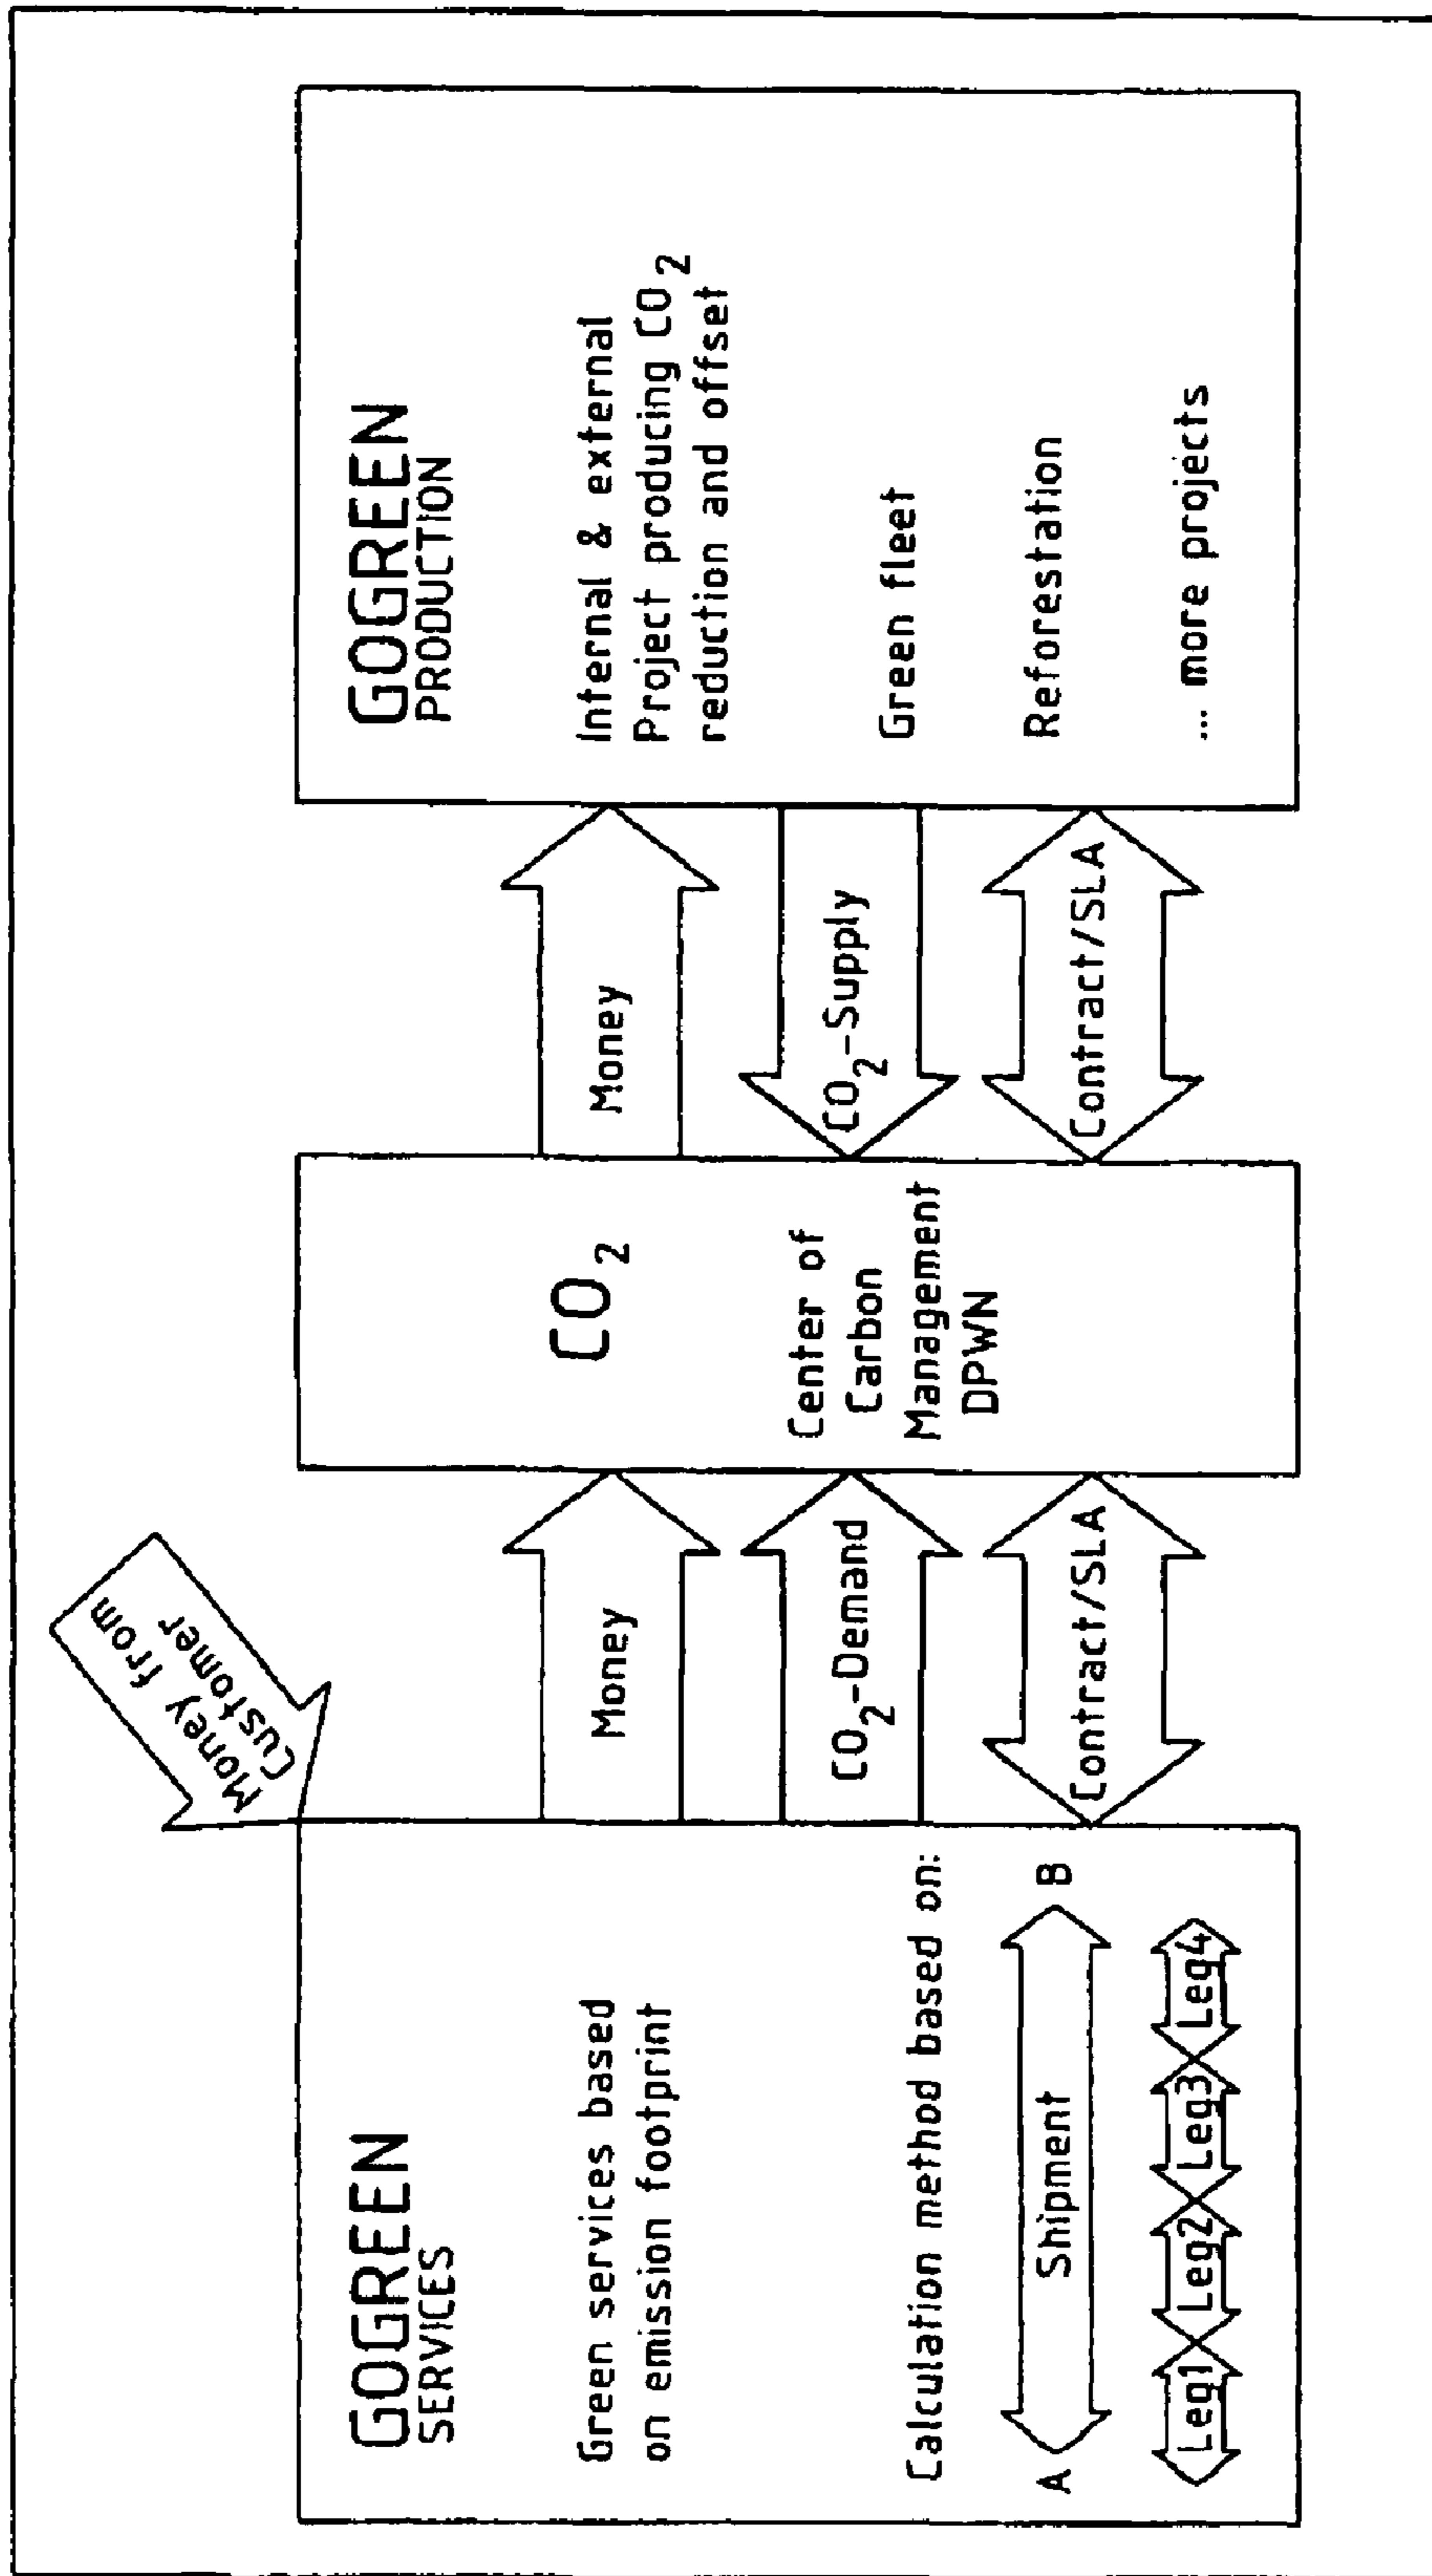 Money from
Customer
GOGREEN
SERVICES
Green services based
on emission footprint
Calculation method based on:
A Shipment B
Leg1 Leg2 Leg3 Leg4
Money
CO₂-Demand
Contract/SLA
CO₂
Center of
Carbon
Management
DPWN
Money
CO₂-Supply
Contract/SLA
GOGREEN
PRODUCTION
Internal & external
Project producing CO₂
reduction and offset
Green fleet
Reforestation
... more projects